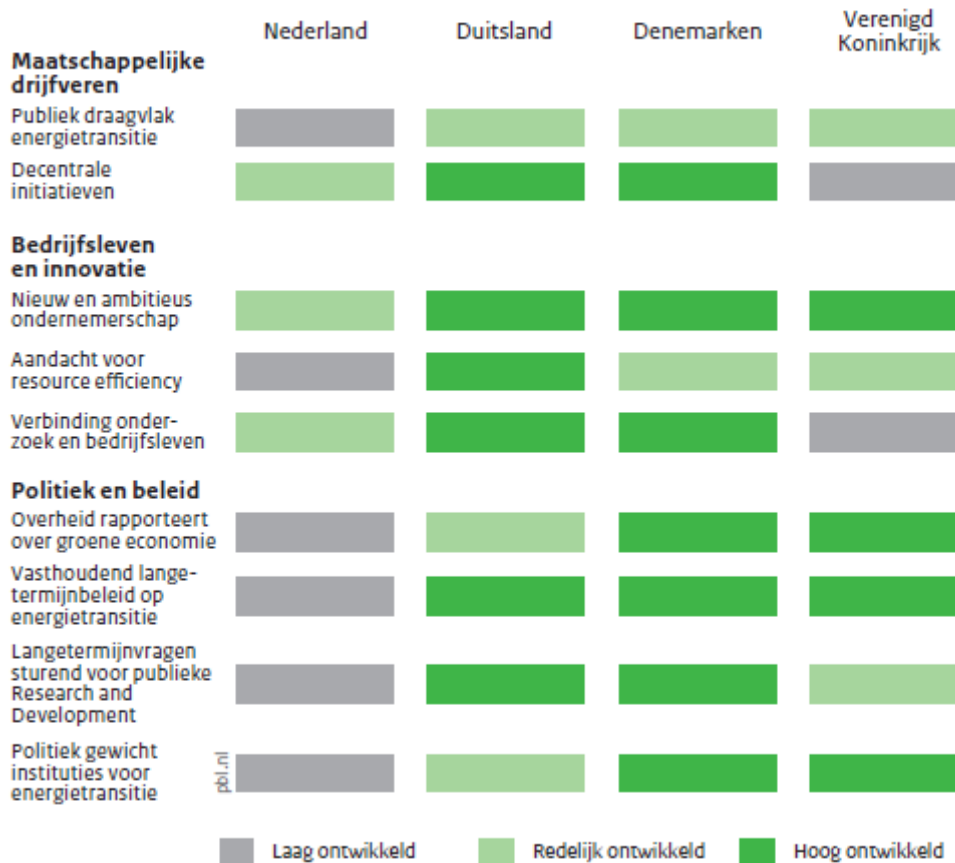 Nederland
Duitsland
Denemarken
Verenigd
Koninkrijk
Maatschappelijke
drijfveren
Publiek draagvlak
energietransitie
Decentrale
initiatieven
Bedrijfsleven
en innovatie
Nieuw en ambitieus
ondernemerschap
Aandacht voor
resource efficiency
Verbinding onder-
zoek en bedrijfsleven
Politiek en beleid
Overheid rapporteert
over groene economie
Vasthoudend lange-
termijnbeleid op
energietransitie
Langetermijnvragen
sturend voor publieke
Research and
Development
Politiek gewicht
instituties voor
energietransitie
pbl.nl
Laag ontwikkeld
Redelijk ontwikkeld
Hoog ontwikkeld